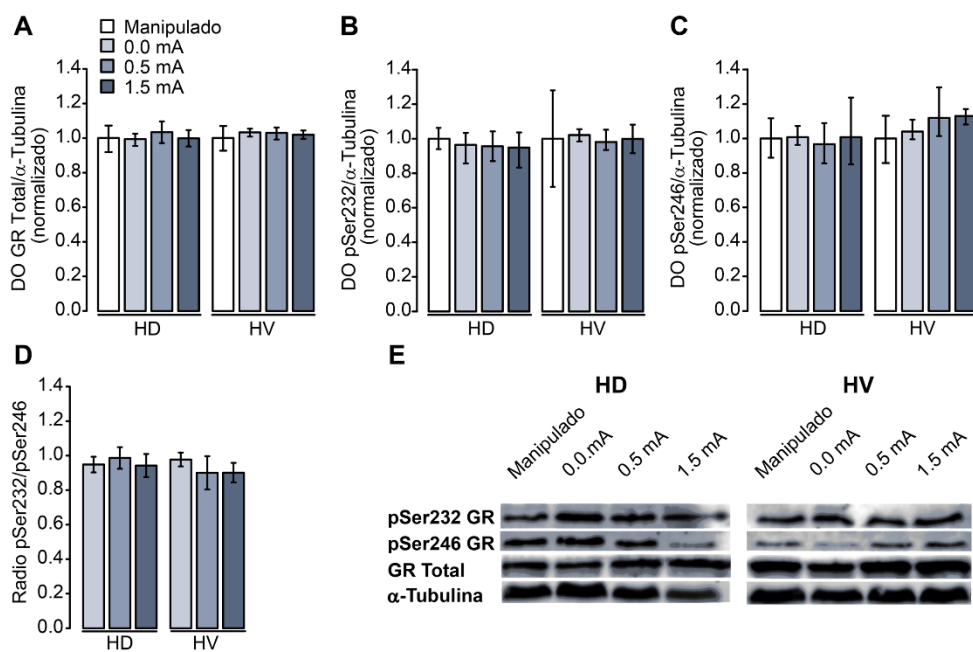 A
Manipulado
0.0 mA
0.5 mA
1.5 mA
DO GR Total/α-Tubulina
(normalizado)
1.4
1.2
1.0
0.8
0.6
0.4
0.2
0.0
HD
HV
B
DO pSer232/α-Tubulina
(normalizado)
1.4
1.2
1.0
0.8
0.6
0.4
0.2
0.0
HD
HV
C
DO pSer246/α-Tubulina
(normalizado)
1.4
1.2
1.0
0.8
0.6
0.4
0.2
0.0
HD
HV
D
Radio pSer232/pSer246
1.4
1.2
1.0
0.8
0.6
0.4
0.2
0.0
HD
HV
E
HD
HV
Manipulado
0.0.mA
0.5 mA
1.5 mA
Manipulado
0.0 mA
0.5 mA
1.5 mA
pSer232 GR
pSer246 GR
GR Total
α-Tubulina